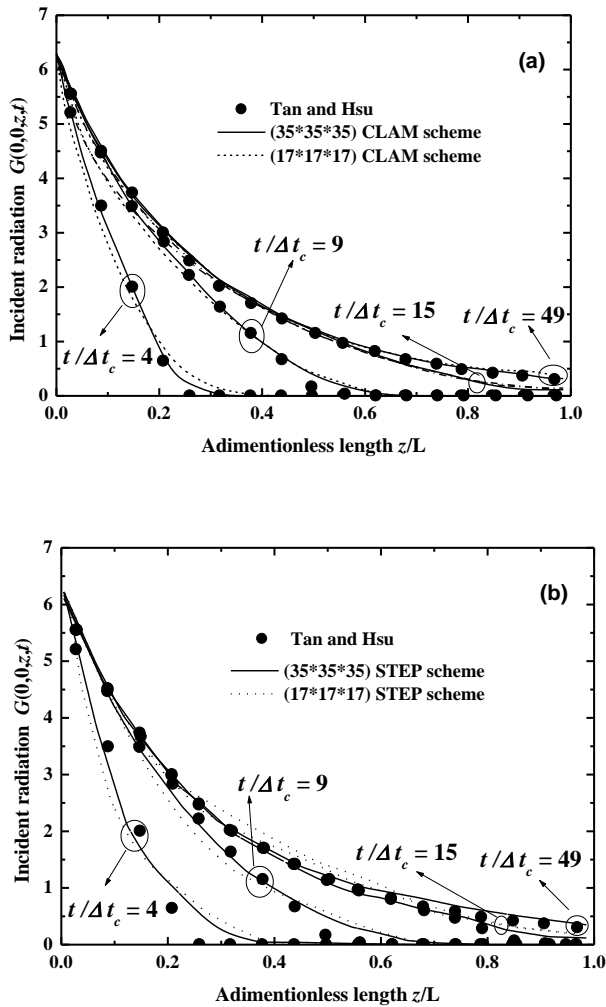 7
6
5
4
3
2
1
0
Incident radiation G(0,0,z,t)
(a)
Tan and Hsu
(35*35*35) CLAM scheme
(17*17*17) CLAM scheme
t/Δt_c = 9
t/Δt_c = 15
t/Δt_c = 49
t/Δt_c = 4
0.0 0.2 0.4 0.6 0.8 1.0
Adimentionless length z/L
7
6
5
4
3
2
1
0
Incident radiation G(0,0,z,t)
(b)
Tan and Hsu
(35*35*35) STEP scheme
(17*17*17) STEP scheme
t/Δt_c = 9
t/Δt_c = 15
t/Δt_c = 49
t/Δt_c = 4
0.0 0.2 0.4 0.6 0.8 1.0
Adimentionless length z/L